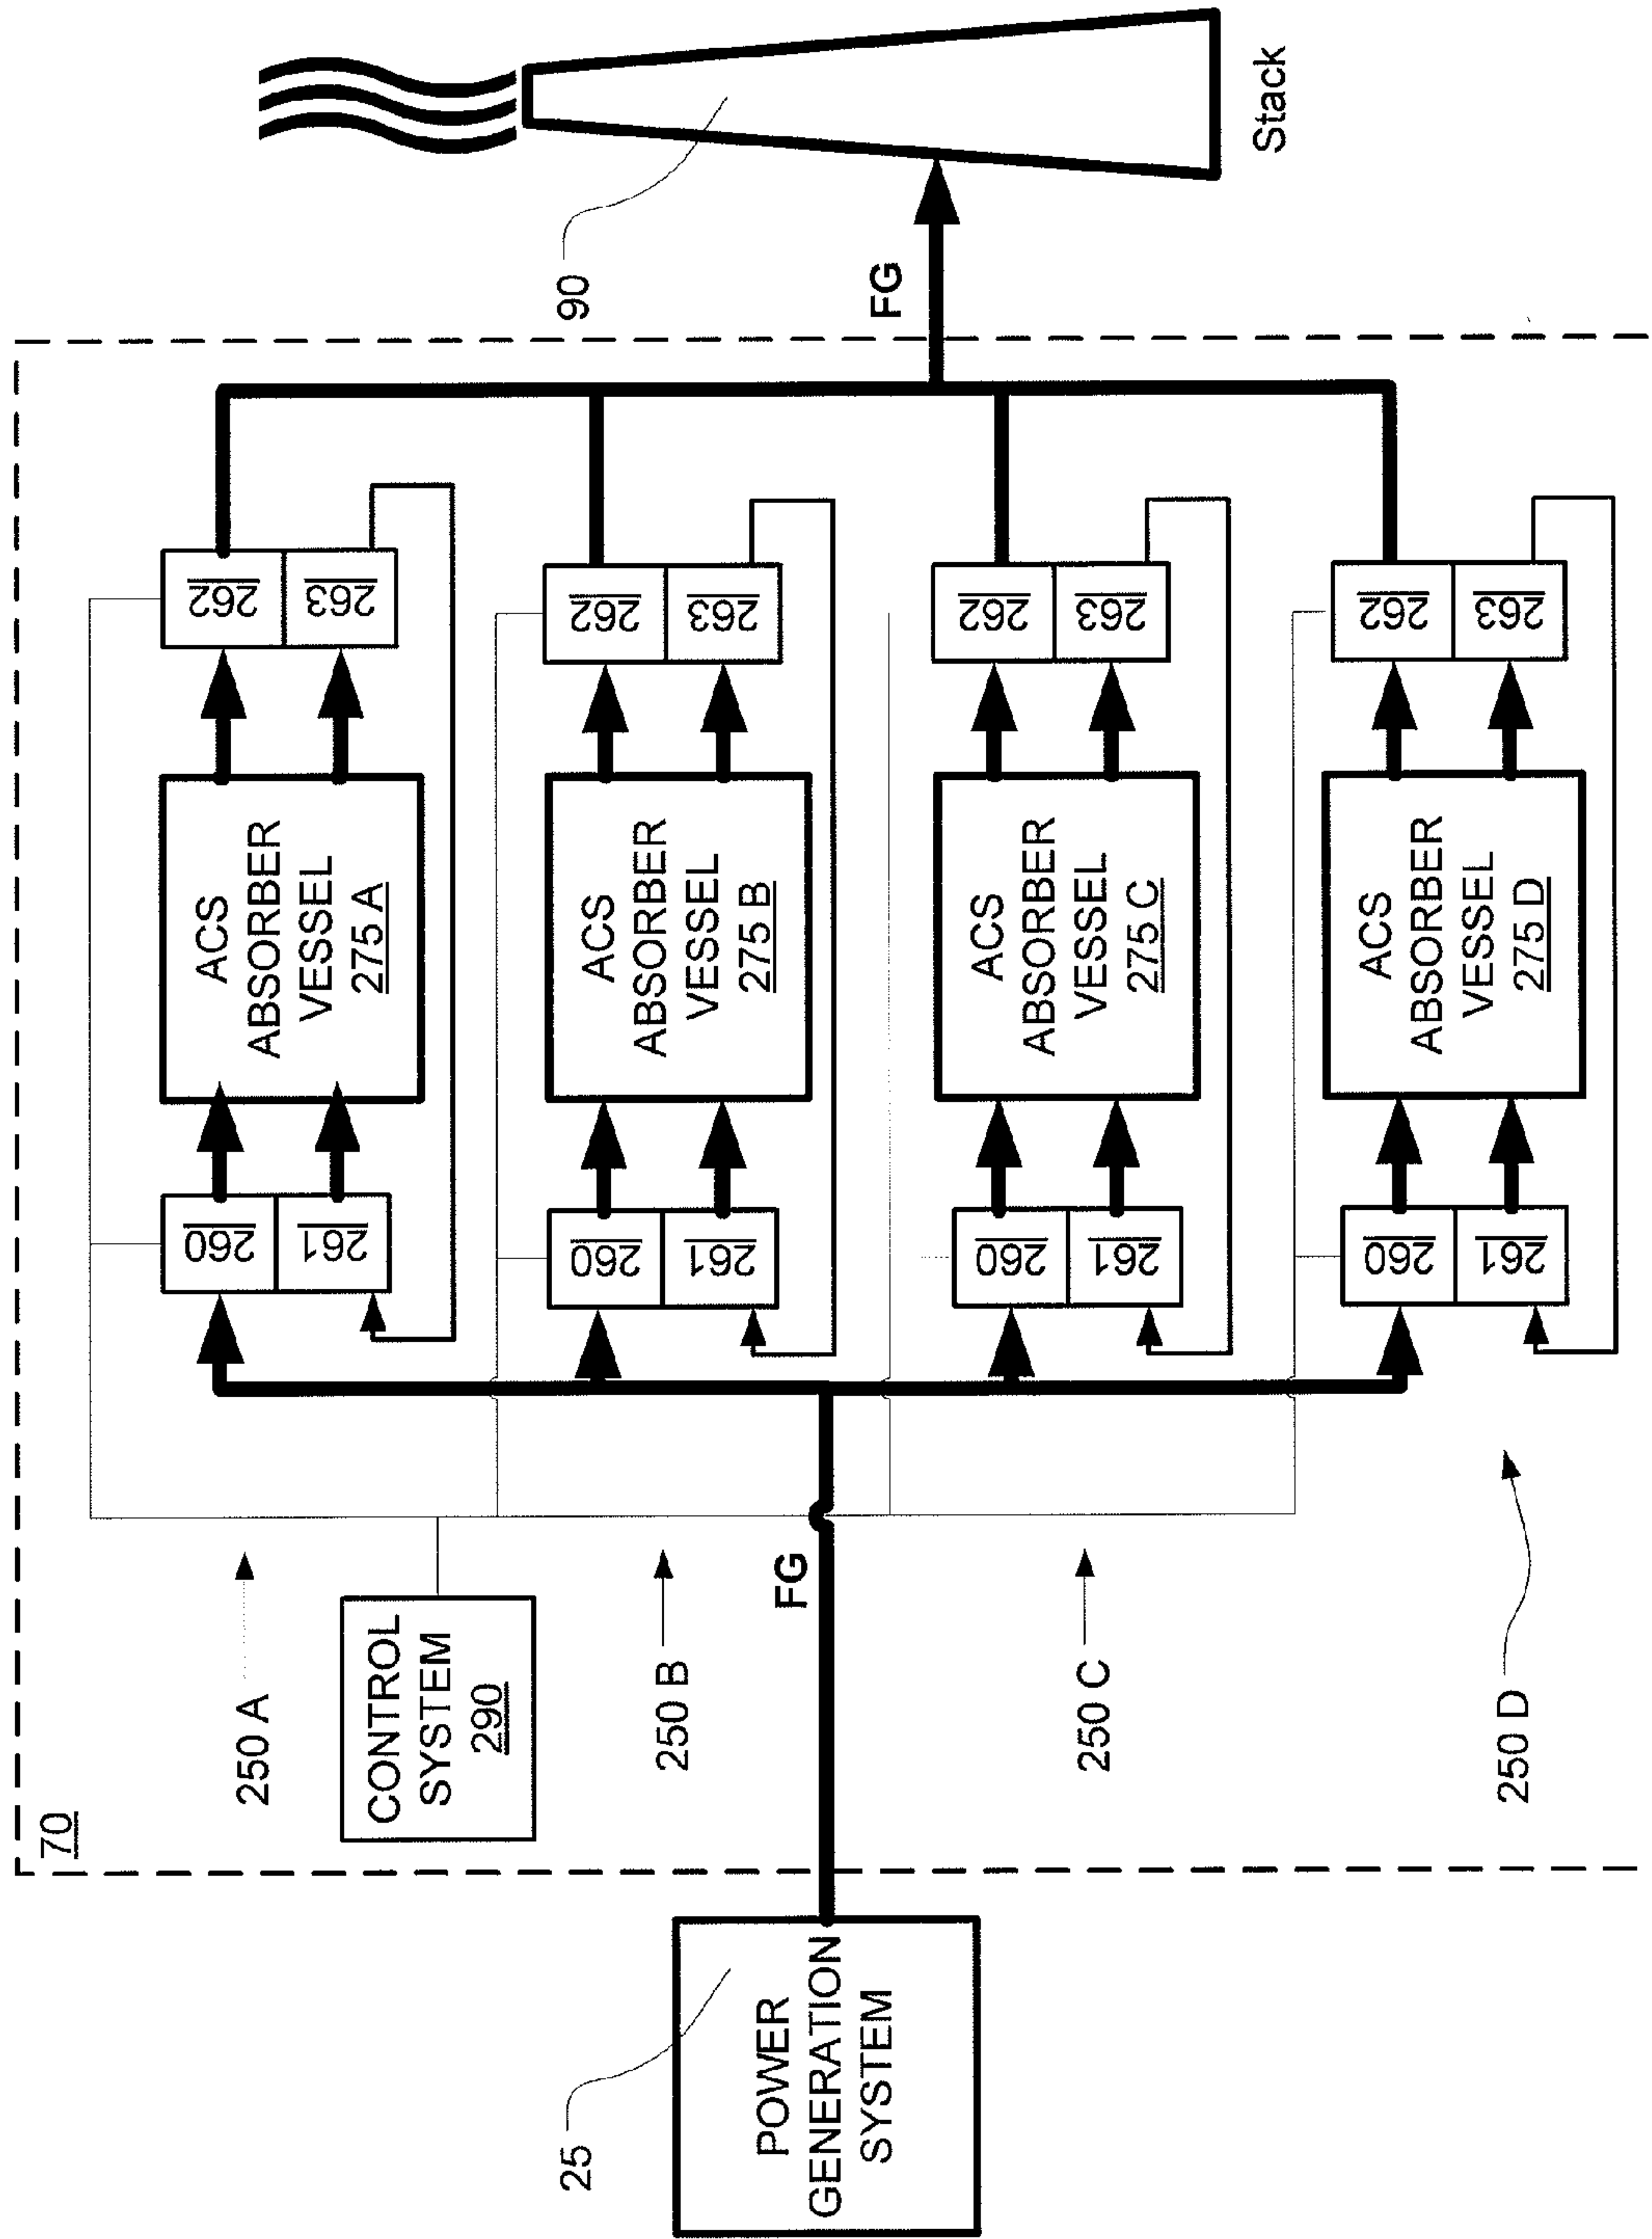 70
250 A
CONTROL
SYSTEM
290
250 B
250 C
250 D
25
POWER
GENERATION
SYSTEM
FG
260
261
ACS
ABSORBER
VESSEL
275 A
262
263
260
261
ACS
ABSORBER
VESSEL
275 B
262
263
260
261
ACS
ABSORBER
VESSEL
275 C
262
263
260
261
ACS
ABSORBER
VESSEL
275 D
262
263
FG
90
Stack